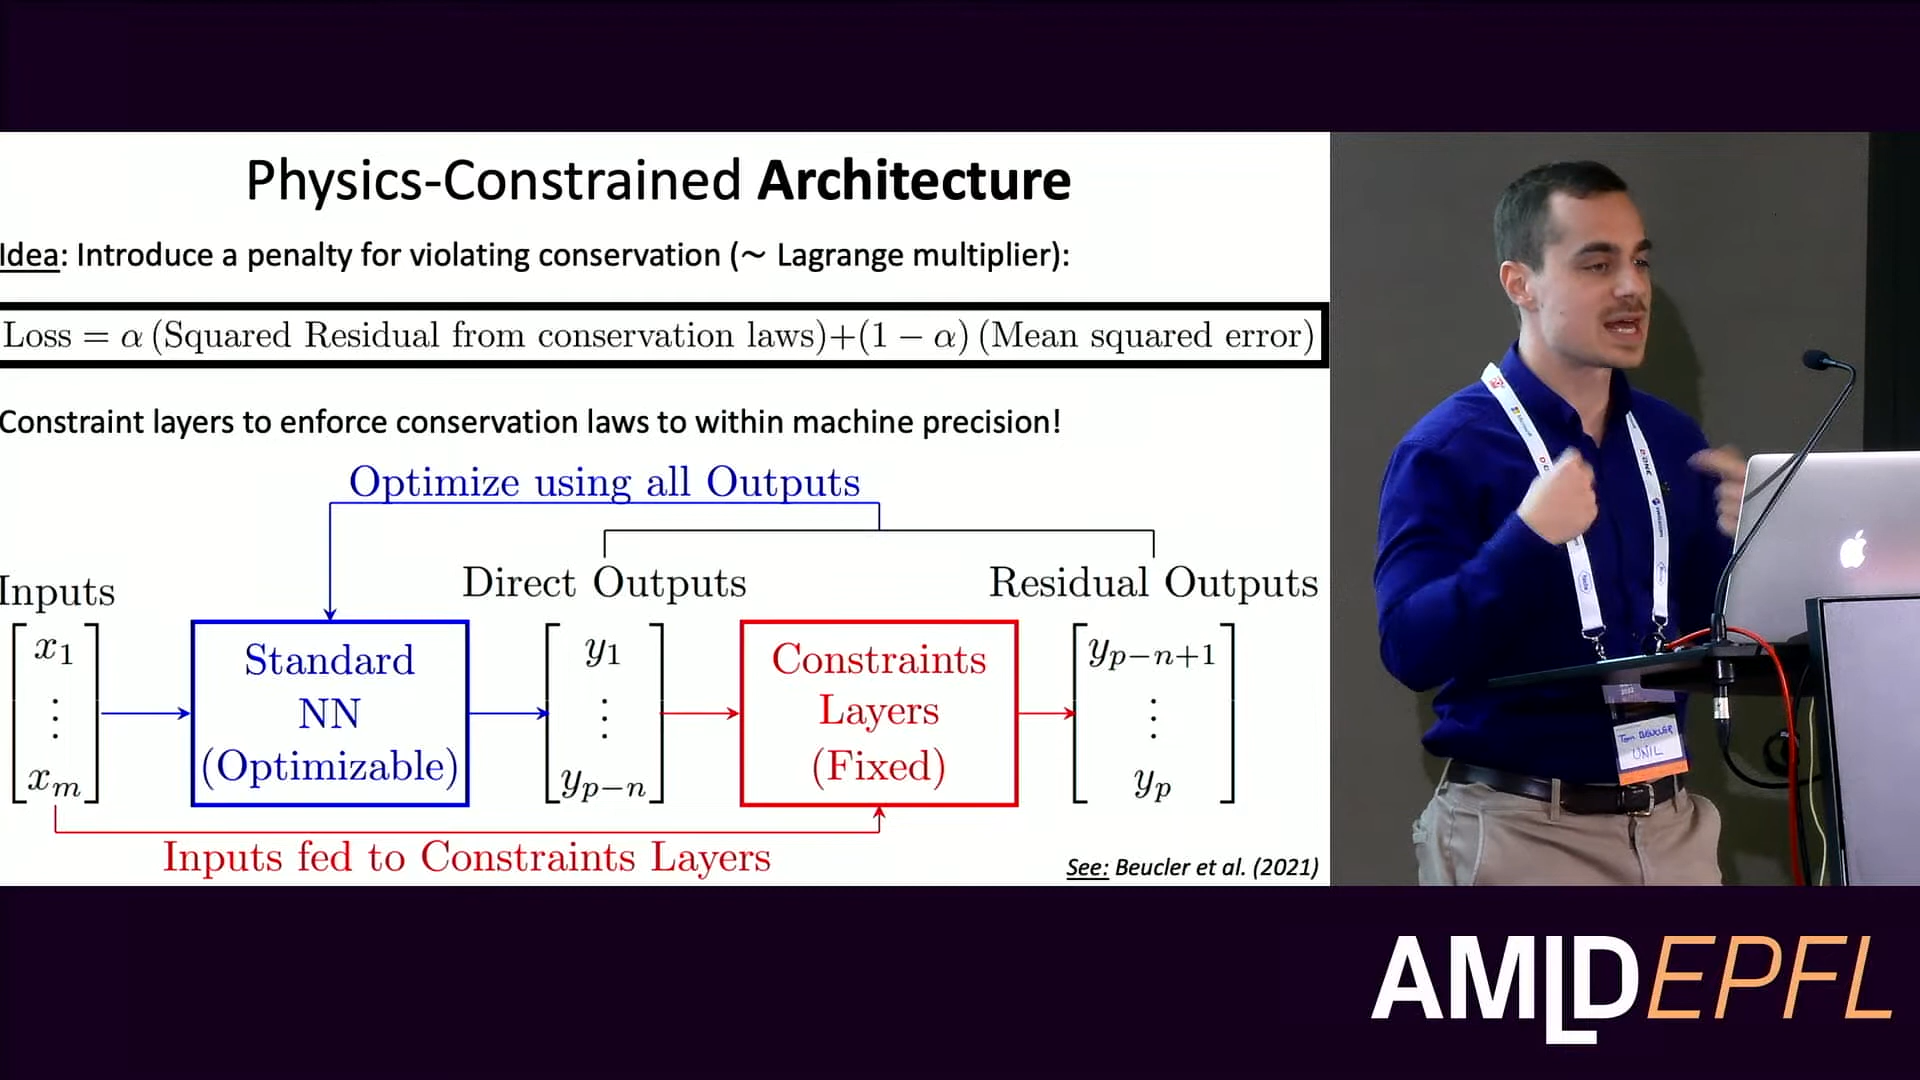 Physics-Constrained Architecture
Idea: Introduce a penalty for violating conservation (∼ Lagrange multiplier):
Loss = α (Squared Residual from conservation laws)+(1 − α) (Mean squared error)
Constraint layers to enforce conservation laws to within machine precision!
Optimize using all Outputs
Inputs
Direct Outputs
Residual Outputs
x1
⋮
xm
Standard
NN
(Optimizable)
y1
⋮
yp−n
Constraints
Layers
(Fixed)
yp−n+1
⋮
yp
Inputs fed to Constraints Layers
See: Beucler et al. (2021)
Tom BEUCLER
UNIL
AMLD EPFL